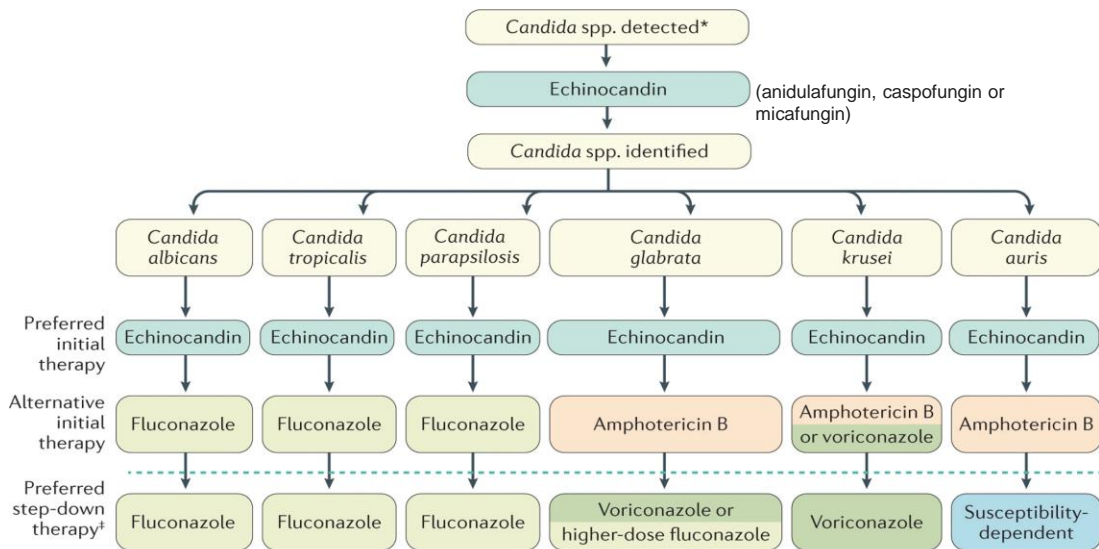 Candida spp. detected*
Echinocandin
(anidulafungin, caspofungin or
micafungin)
Candida spp. identified
Candida
albicans
Candida
tropicalis
Candida
parapsilosis
Candida
glabrata
Candida
krusei
Candida
auris
Preferred
initial
therapy
Echinocandin
Echinocandin
Echinocandin
Echinocandin
Echinocandin
Echinocandin
Alternative
initial
therapy
Fluconazole
Fluconazole
Fluconazole
Amphotericin B
Amphotericin B
or voriconazole
Amphotericin B
Preferred
step-down
therapy‡
Fluconazole
Fluconazole
Fluconazole
Voriconazole or
higher-dose fluconazole
Voriconazole
Susceptibility-
dependent